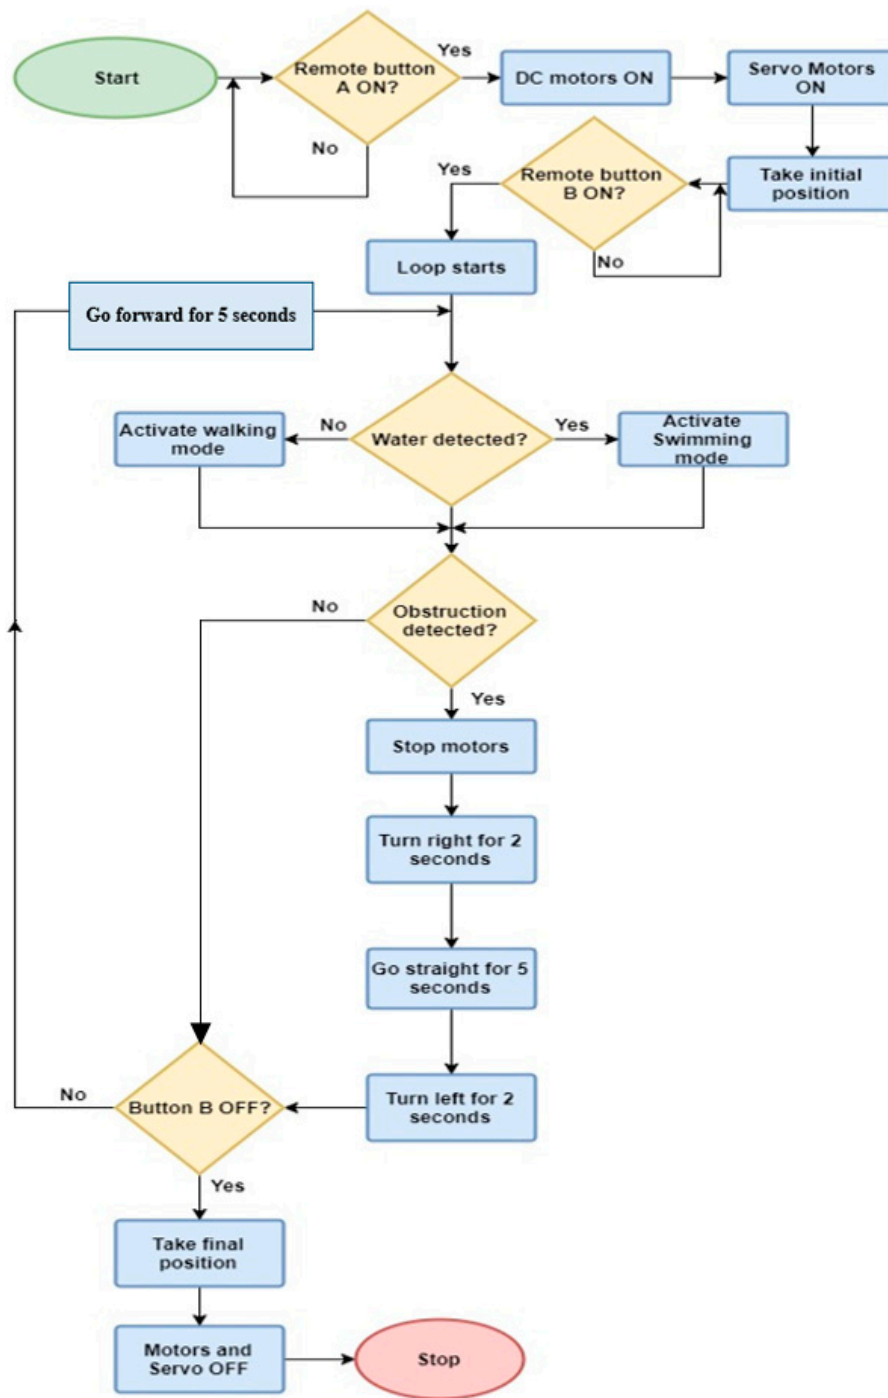 Start
Remote button
A ON?
Yes
No
DC motors ON
Servo Motors
ON
Take initial
position
Remote button
B ON?
Yes
No
Loop starts
Go forward for 5 seconds
Water detected?
No
Yes
Activate walking
mode
Activate
Swimming
mode
Obstruction
detected?
No
Yes
Stop motors
Turn right for 2
seconds
Go straight for 5
seconds
Turn left for 2
seconds
Button B OFF?
No
Yes
Take final
position
Motors and
Servo OFF
Stop